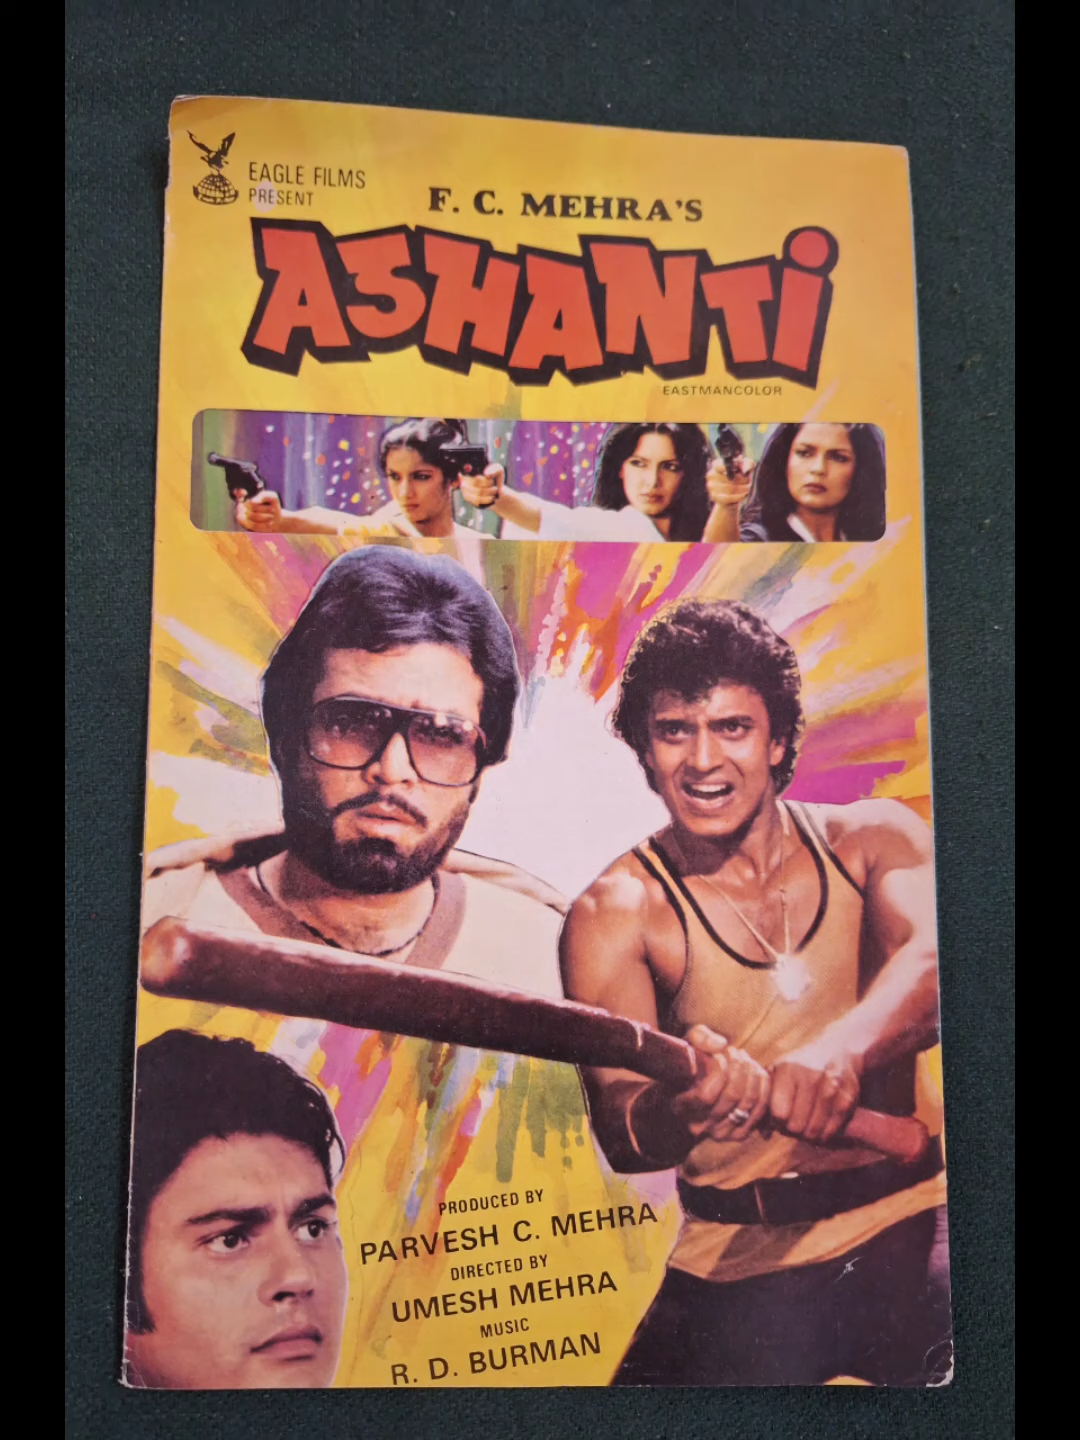 EAGLE FILMS
PRESENT
F. C. MEHRA'S
ASHANTI
EASTMANCOLOR
PRODUCED BY
PARVESH C. MEHRA
DIRECTED BY
UMESH MEHRA
MUSIC
R. D. BURMAN